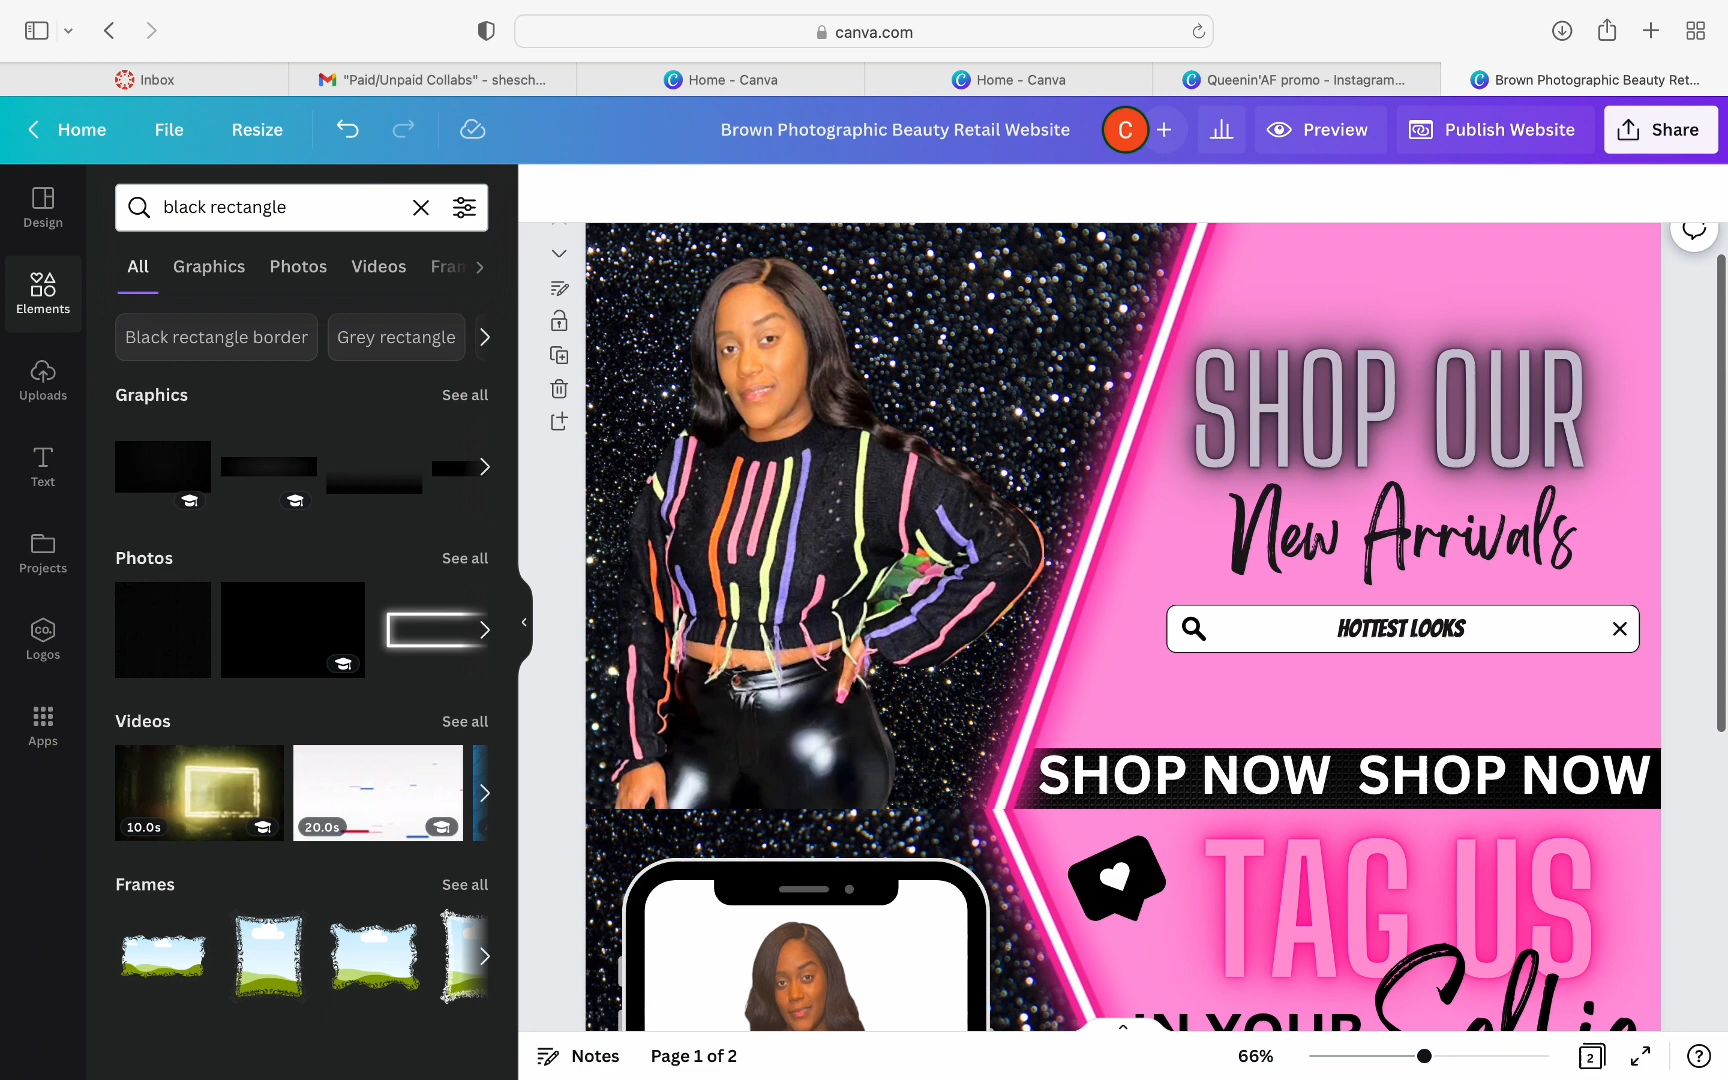 canva.com
Inbox
"Paid/Unpaid Collabs" - shesch...
Home - Canva
Home - Canva
Queenin'AF promo - Instagram...
Brown Photographic Beauty Ret...
Home
File
Resize
Brown Photographic Beauty Retail Website
C
Preview
Publish Website
Share
Design
Elements
Uploads
Text
Projects
CO.
Logos
Apps
black rectangle
All
Graphics
Photos
Videos
Fram
Black rectangle border
Grey rectangle
Graphics
See all
Photos
See all
Videos
See all
10.0s
20.0s
Frames
See all
SHOP OUR
New Arrivals
HOTTEST LOOKS
SHOP NOW SHOP NOW
TAG US
IN YOUR
Notes
Page 1 of 2
66%
2